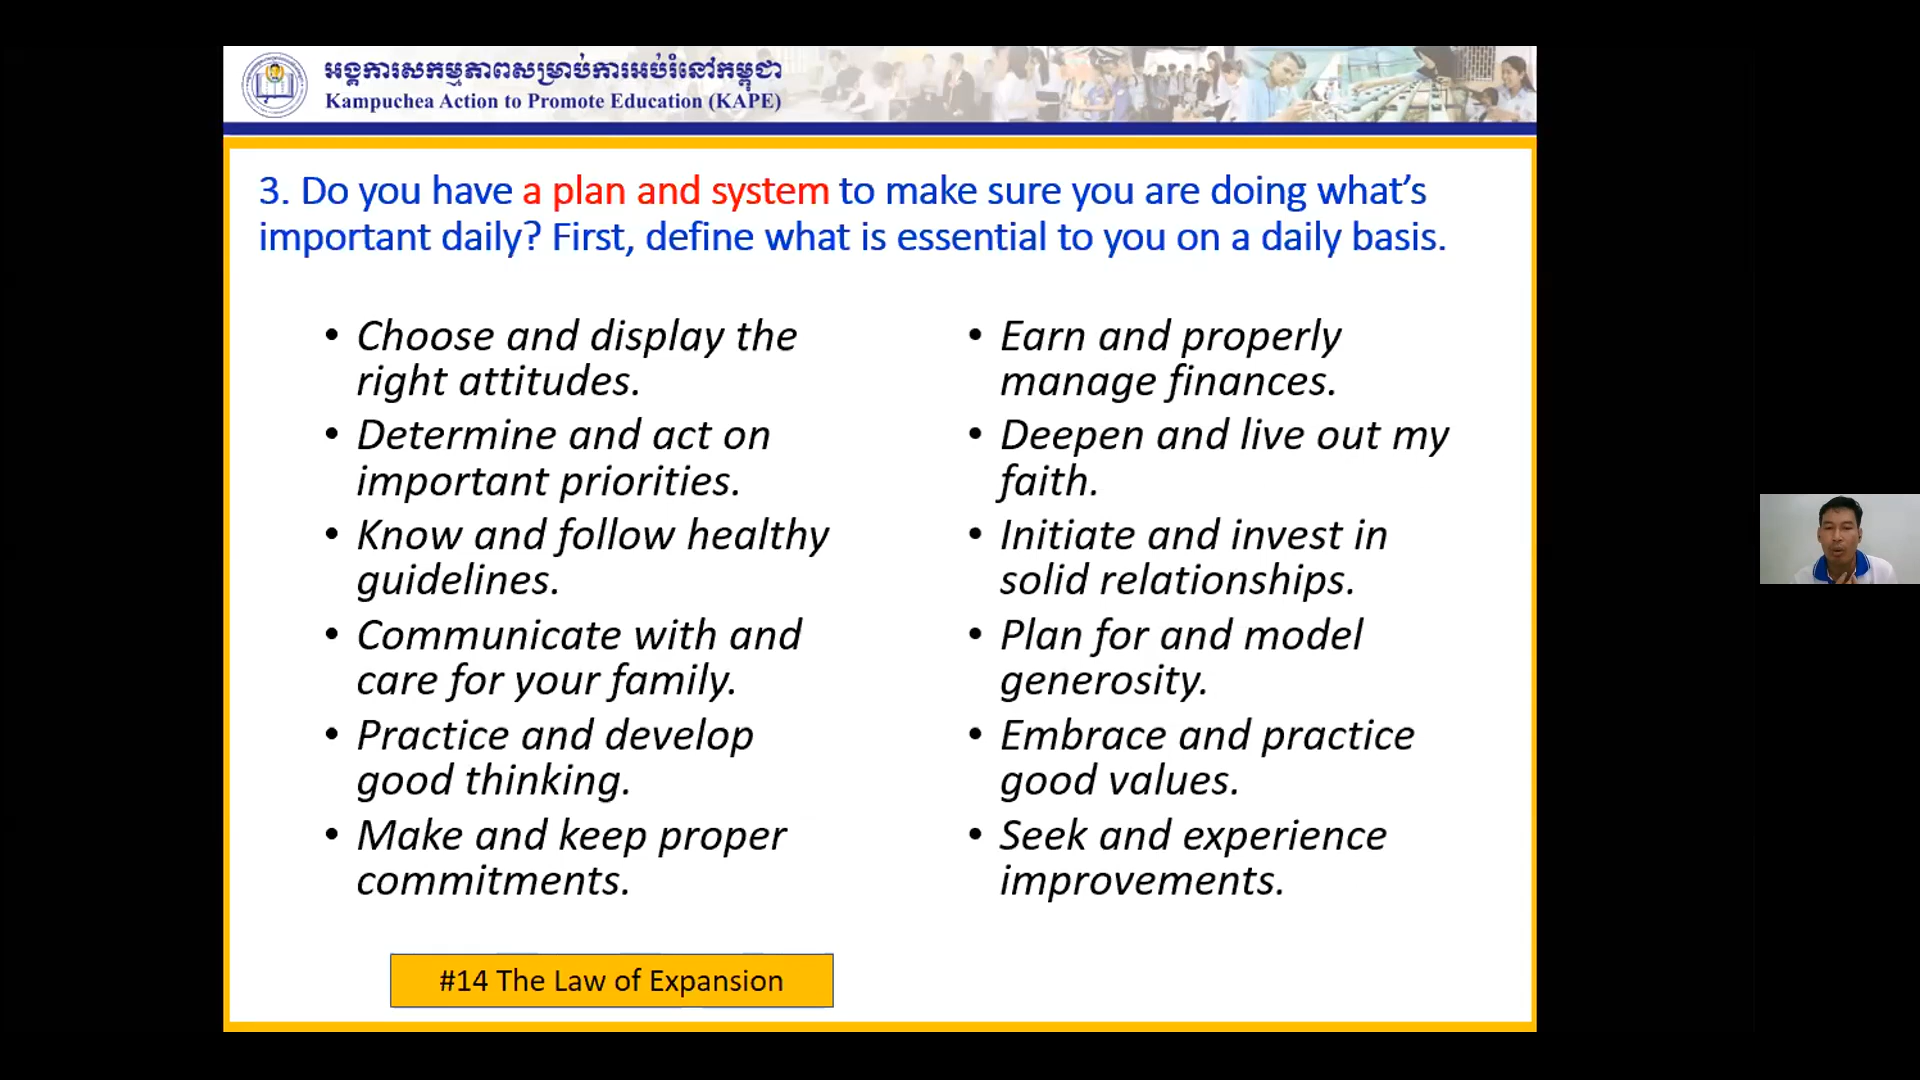 អង្គការសកម្មភាពសម្រាប់ការអប់រំនៅកម្ពុជា
Kampuchea Action to Promote Education (KAPE)
3. Do you have a plan and system to make sure you are doing what’s
important daily? First, define what is essential to you on a daily basis.
• Choose and display the
right attitudes.
• Determine and act on
important priorities.
• Know and follow healthy
guidelines.
• Communicate with and
care for your family.
• Practice and develop
good thinking.
• Make and keep proper
commitments.
• Earn and properly
manage finances.
• Deepen and live out my
faith.
• Initiate and invest in
solid relationships.
• Plan for and model
generosity.
• Embrace and practice
good values.
• Seek and experience
improvements.
#14 The Law of Expansion